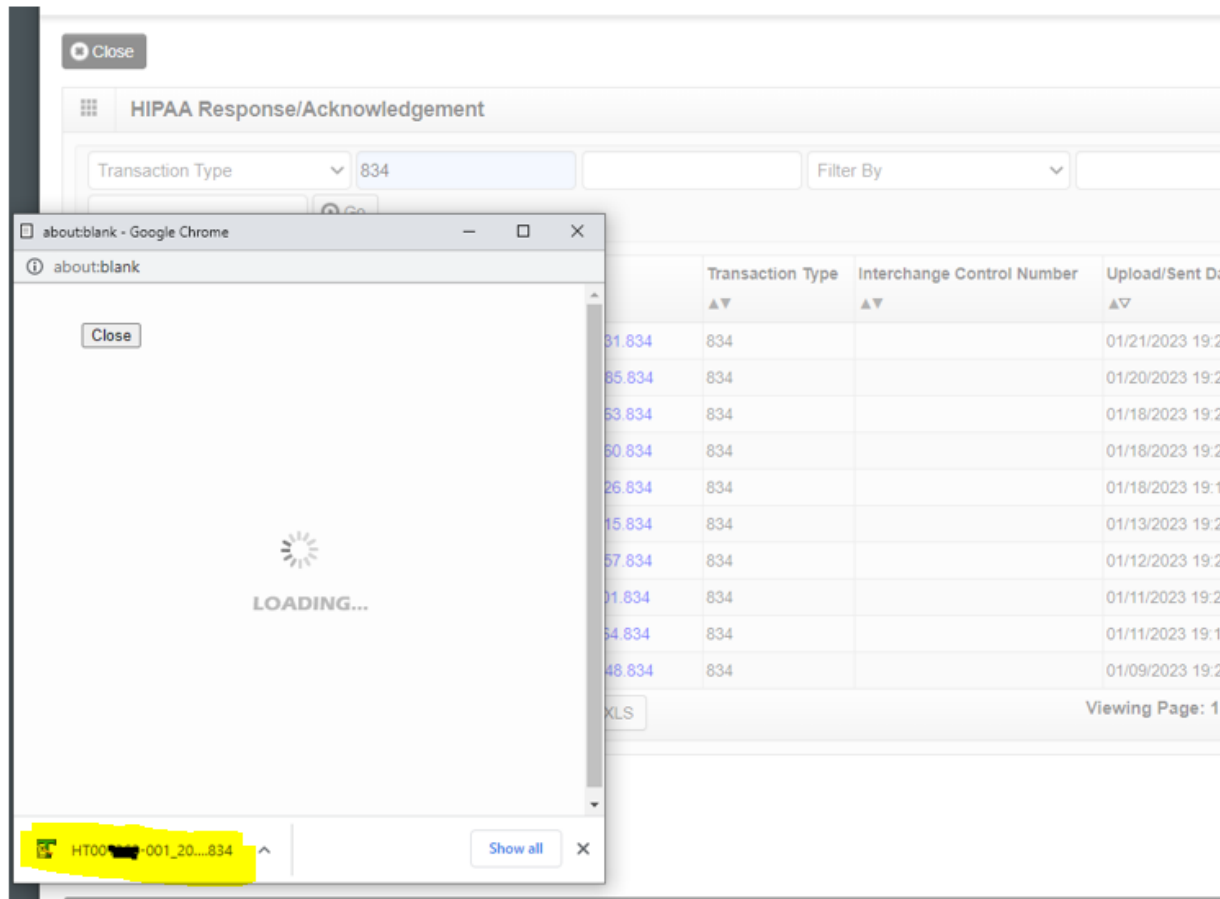 Close
HIPAA Response/Acknowledgement
Transaction Type 834 Filter By
Go
about:blank - Google Chrome
about:blank
Close
LOADING...
HT00 -001_20....834 Show all
Transaction Type Interchange Control Number Upload/Sent Da
31.834 834 01/21/2023 19:2
85.834 834 01/20/2023 19:2
53.834 834 01/18/2023 19:2
60.834 834 01/18/2023 19:2
26.834 834 01/18/2023 19:1
15.834 834 01/13/2023 19:2
57.834 834 01/12/2023 19:2
01.834 834 01/11/2023 19:2
54.834 834 01/11/2023 19:1
48.834 834 01/09/2023 19:2
XLS Viewing Page: 1